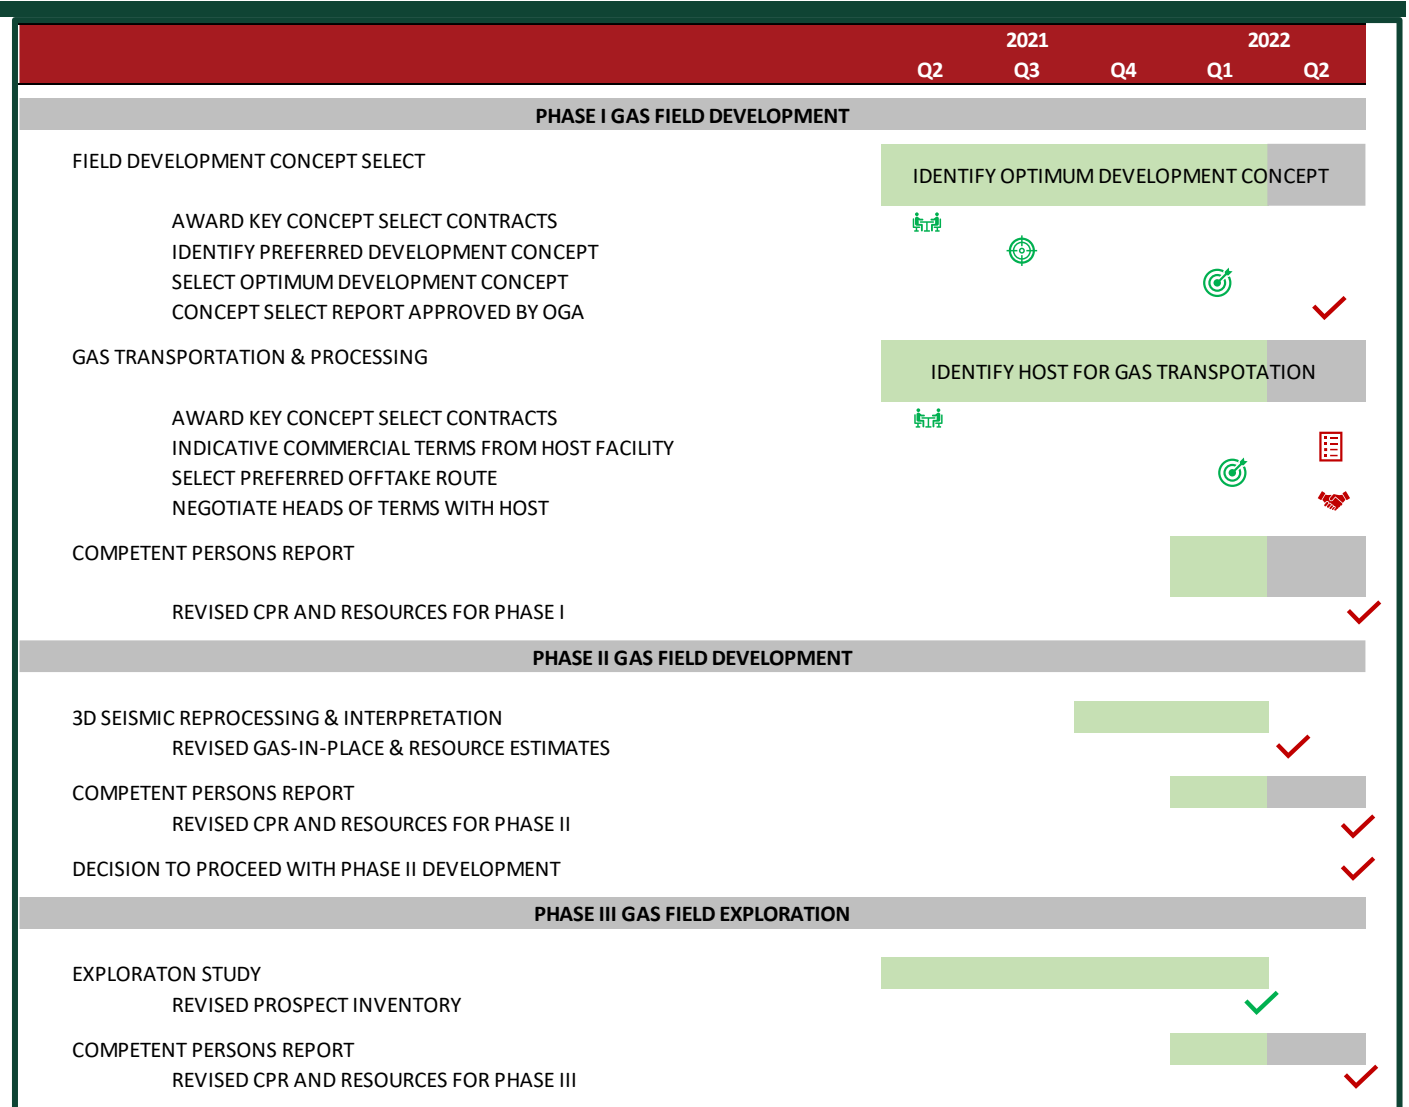 2021 2022
Q2 Q3 Q4 Q1 Q2
PHASE I GAS FIELD DEVELOPMENT
FIELD DEVELOPMENT CONCEPT SELECT
IDENTIFY OPTIMUM DEVELOPMENT CONCEPT
AWARD KEY CONCEPT SELECT CONTRACTS
IDENTIFY PREFERRED DEVELOPMENT CONCEPT
SELECT OPTIMUM DEVELOPMENT CONCEPT
CONCEPT SELECT REPORT APPROVED BY OGA
GAS TRANSPORTATION & PROCESSING
IDENTIFY HOST FOR GAS TRANSPOTATION
AWARD KEY CONCEPT SELECT CONTRACTS
INDICATIVE COMMERCIAL TERMS FROM HOST FACILITY
SELECT PREFERRED OFFTAKE ROUTE
NEGOTIATE HEADS OF TERMS WITH HOST
COMPETENT PERSONS REPORT
REVISED CPR AND RESOURCES FOR PHASE I
PHASE II GAS FIELD DEVELOPMENT
3D SEISMIC REPROCESSING & INTERPRETATION
REVISED GAS-IN-PLACE & RESOURCE ESTIMATES
COMPETENT PERSONS REPORT
REVISED CPR AND RESOURCES FOR PHASE II
DECISION TO PROCEED WITH PHASE II DEVELOPMENT
PHASE III GAS FIELD EXPLORATION
EXPLORATON STUDY
REVISED PROSPECT INVENTORY
COMPETENT PERSONS REPORT
REVISED CPR AND RESOURCES FOR PHASE III